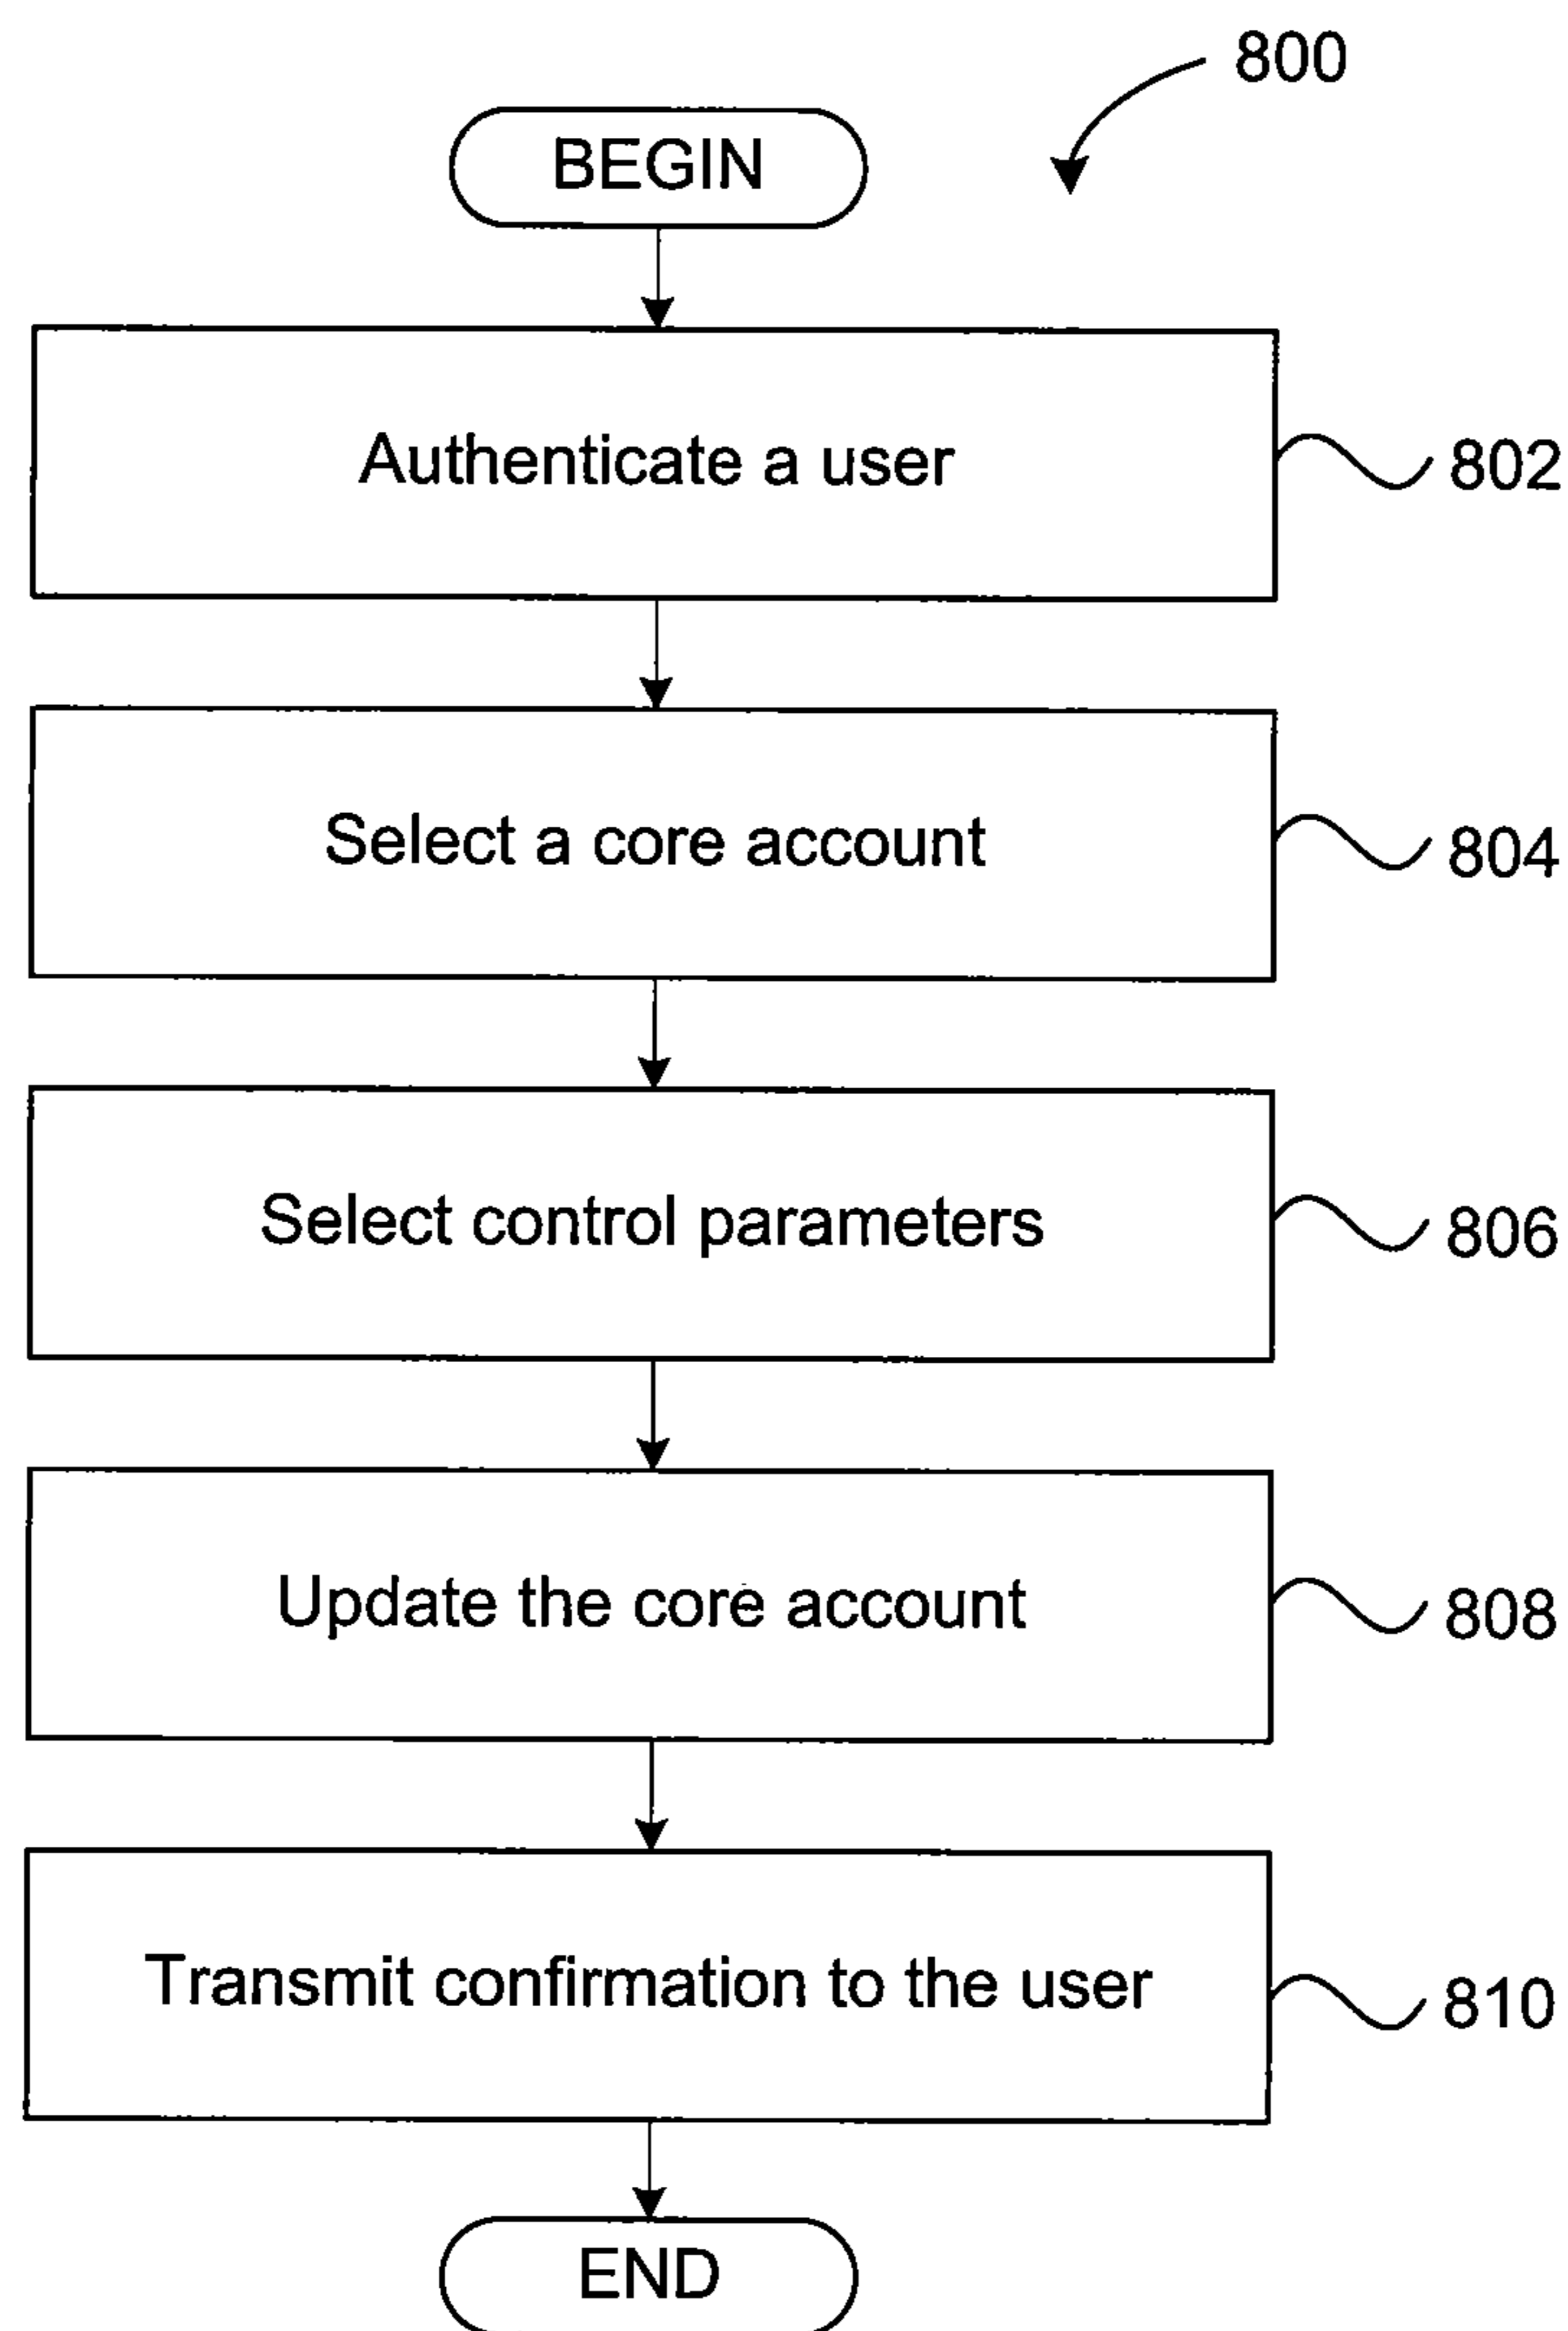 800
BEGIN
Authenticate a user
802
Select a core account
804
Select control parameters
806
Update the core account
808
Transmit confirmation to the user
810
END